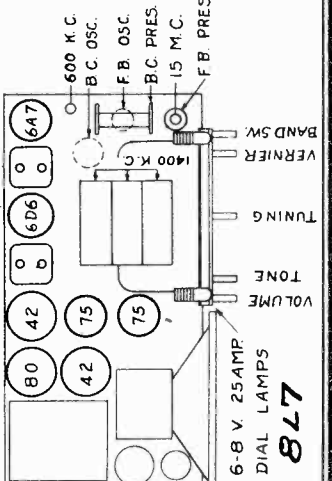 600 K.C.
B.C. OSC.
F.B. OSC.
B.C. PRES.
15 M.C.
F.B. PRES.
6A7
6D6
42
75
75
80
42
1400 K.C.
BAND SW.
VERNIER
TUNING
TONE
VOLUME
6-8 V. 25 AMP.
DIAL LAMPS
847